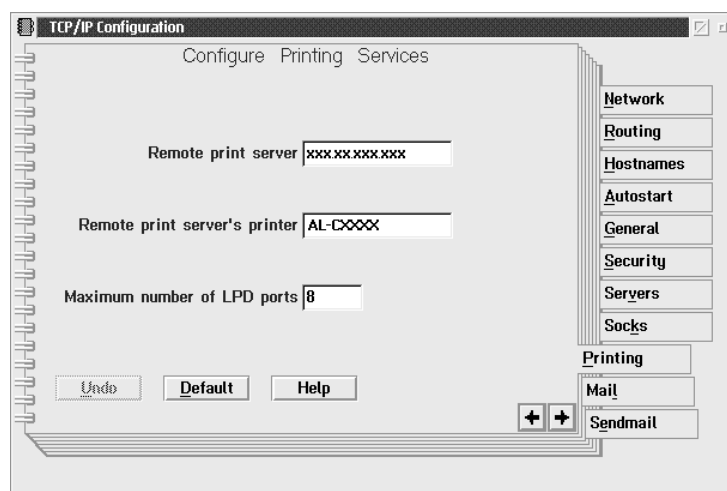 TCP/IP Configuration
Configure Printing Services
Remote print server xxx.xx.xxx.xxx
Remote print server's printer AL-CXXXX
Maximum number of LPD ports 8
Undo Default Help
Network
Routing
Hostnames
Autostart
General
Security
Servers
Socks
Printing
Mail
Sendmail